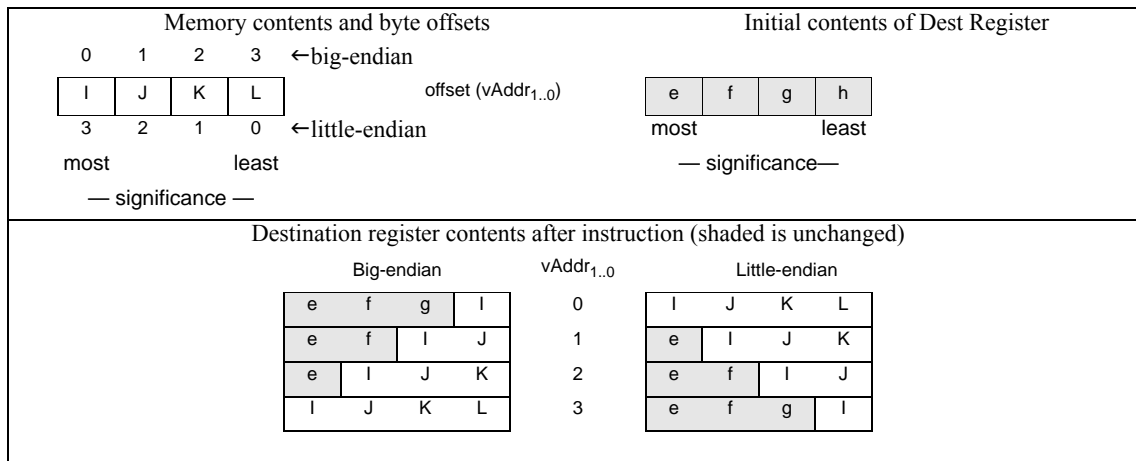 Memory contents and byte offsets Initial contents of Dest Register
0 1 2 3 ←big-endian
I J K L offset (vAddr1..0) e f g h
3 2 1 0 ←little-endian most least
most least — significance—
— significance —
Destination register contents after instruction (shaded is unchanged)
Big-endian vAddr1..0 Little-endian
e f g I 0 I J K L
e f I J 1 e I J K
e I J K 2 e f I J
I J K L 3 e f g I